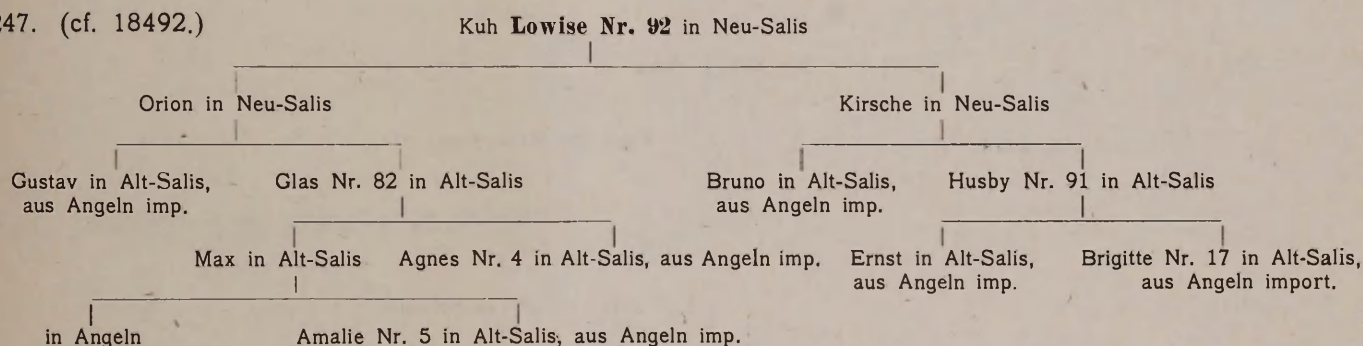 247. (cf. 18492.)
Kuh Lowise Nr. 92 in Neu-Salis
Orion in Neu-Salis
Kirsche in Neu-Salis
Gustav in Alt-Salis,
aus Angeln imp.
Glas Nr. 82 in Alt-Salis
Bruno in Alt-Salis,
aus Angeln imp.
Husby Nr. 91 in Alt-Salis
Max in Alt-Salis
Agnes Nr. 4 in Alt-Salis, aus Angeln imp.
Ernst in Alt-Salis,
aus Angeln imp.
Brigitte Nr. 17 in Alt-Salis,
aus Angeln import.
in Angeln
Amalie Nr. 5 in Alt-Salis, aus Angeln imp.